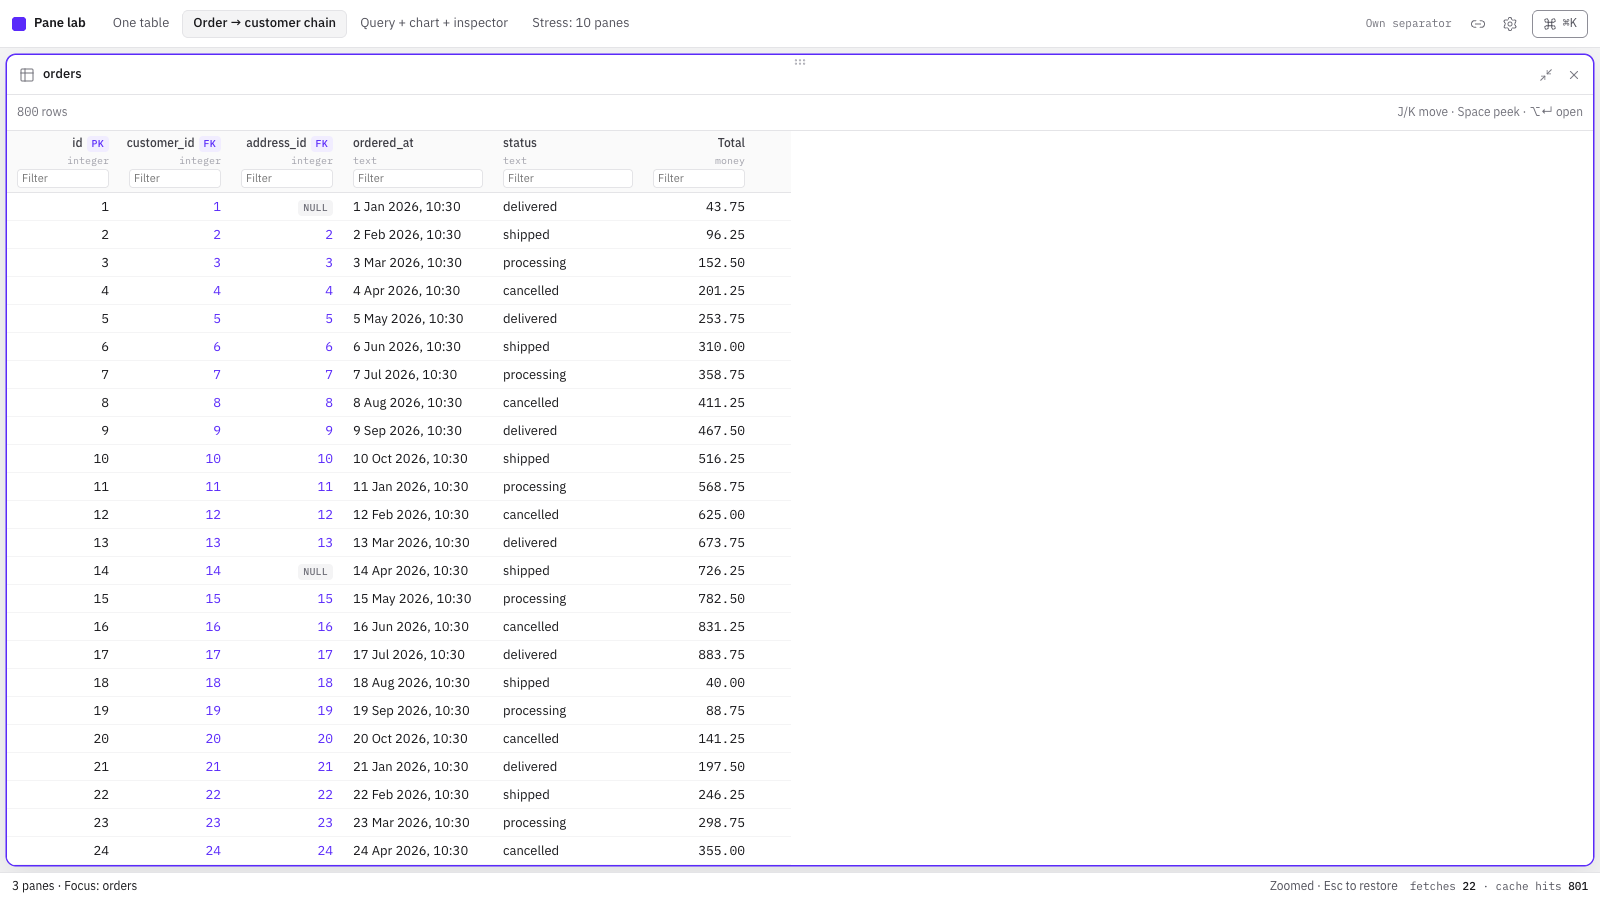 Pane lab One table Order → customer chain Query + chart + inspector Stress: 10 panes Own separator ⌘ ⌘K
orders
800 rows J/K move · Space peek · ⌥↵ open
id PK customer_id FK address_id FK ordered_at status Total
integer integer integer text text money
Filter Filter Filter Filter Filter Filter
1 1 NULL 1 Jan 2026, 10:30 delivered 43.75
2 2 2 2 Feb 2026, 10:30 shipped 96.25
3 3 3 3 Mar 2026, 10:30 processing 152.50
4 4 4 4 Apr 2026, 10:30 cancelled 201.25
5 5 5 5 May 2026, 10:30 delivered 253.75
6 6 6 6 Jun 2026, 10:30 shipped 310.00
7 7 7 7 Jul 2026, 10:30 processing 358.75
8 8 8 8 Aug 2026, 10:30 cancelled 411.25
9 9 9 9 Sep 2026, 10:30 delivered 467.50
10 10 10 10 Oct 2026, 10:30 shipped 516.25
11 11 11 11 Jan 2026, 10:30 processing 568.75
12 12 12 12 Feb 2026, 10:30 cancelled 625.00
13 13 13 13 Mar 2026, 10:30 delivered 673.75
14 14 NULL 14 Apr 2026, 10:30 shipped 726.25
15 15 15 15 May 2026, 10:30 processing 782.50
16 16 16 16 Jun 2026, 10:30 cancelled 831.25
17 17 17 17 Jul 2026, 10:30 delivered 883.75
18 18 18 18 Aug 2026, 10:30 shipped 40.00
19 19 19 19 Sep 2026, 10:30 processing 88.75
20 20 20 20 Oct 2026, 10:30 cancelled 141.25
21 21 21 21 Jan 2026, 10:30 delivered 197.50
22 22 22 22 Feb 2026, 10:30 shipped 246.25
23 23 23 23 Mar 2026, 10:30 processing 298.75
24 24 24 24 Apr 2026, 10:30 cancelled 355.00
3 panes · Focus: orders Zoomed · Esc to restore fetches 22 · cache hits 801